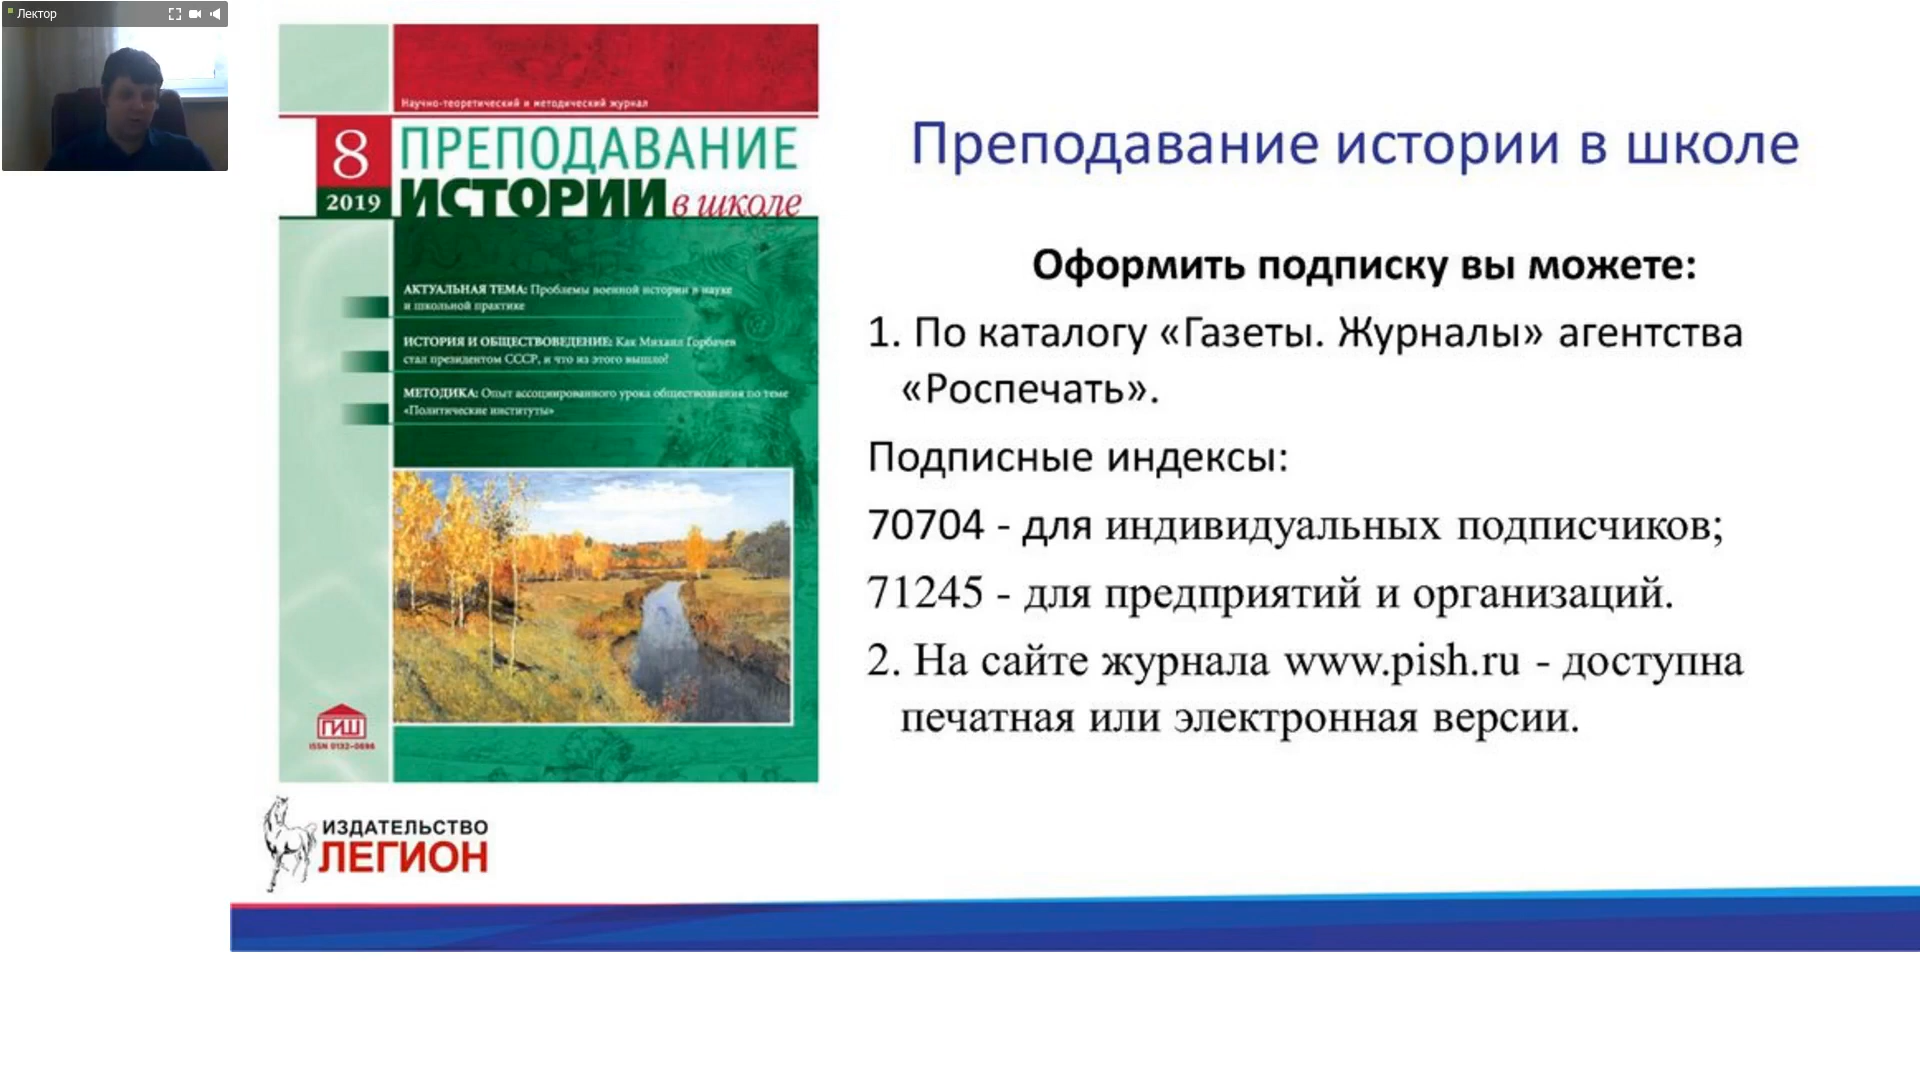 Лектор
Научно-теоретический и методический журнал
8
2019
ПРЕПОДАВАНИЕ
ИСТОРИИ в школе
АКТУАЛЬНАЯ ТЕМА: Проблемы военной истории в науке
и школьной практике
ИСТОРИЯ И ОБЩЕСТВОВЕДЕНИЕ: Как Михаил Горбачев
стал президентом СССР, и что из этого вышло?
МЕТОДИКА: Опыт ассоциированного урока обществознания по теме
«Политические институты»
ПИШ
ISSN 0132-0696
ИЗДАТЕЛЬСТВО
ЛЕГИОН
Преподавание истории в школе
Оформить подписку вы можете:
1. По каталогу «Газеты. Журналы» агентства
«Роспечать».
Подписные индексы:
70704 - для индивидуальных подписчиков;
71245 - для предприятий и организаций.
2. На сайте журнала www.pish.ru - доступна
печатная или электронная версии.